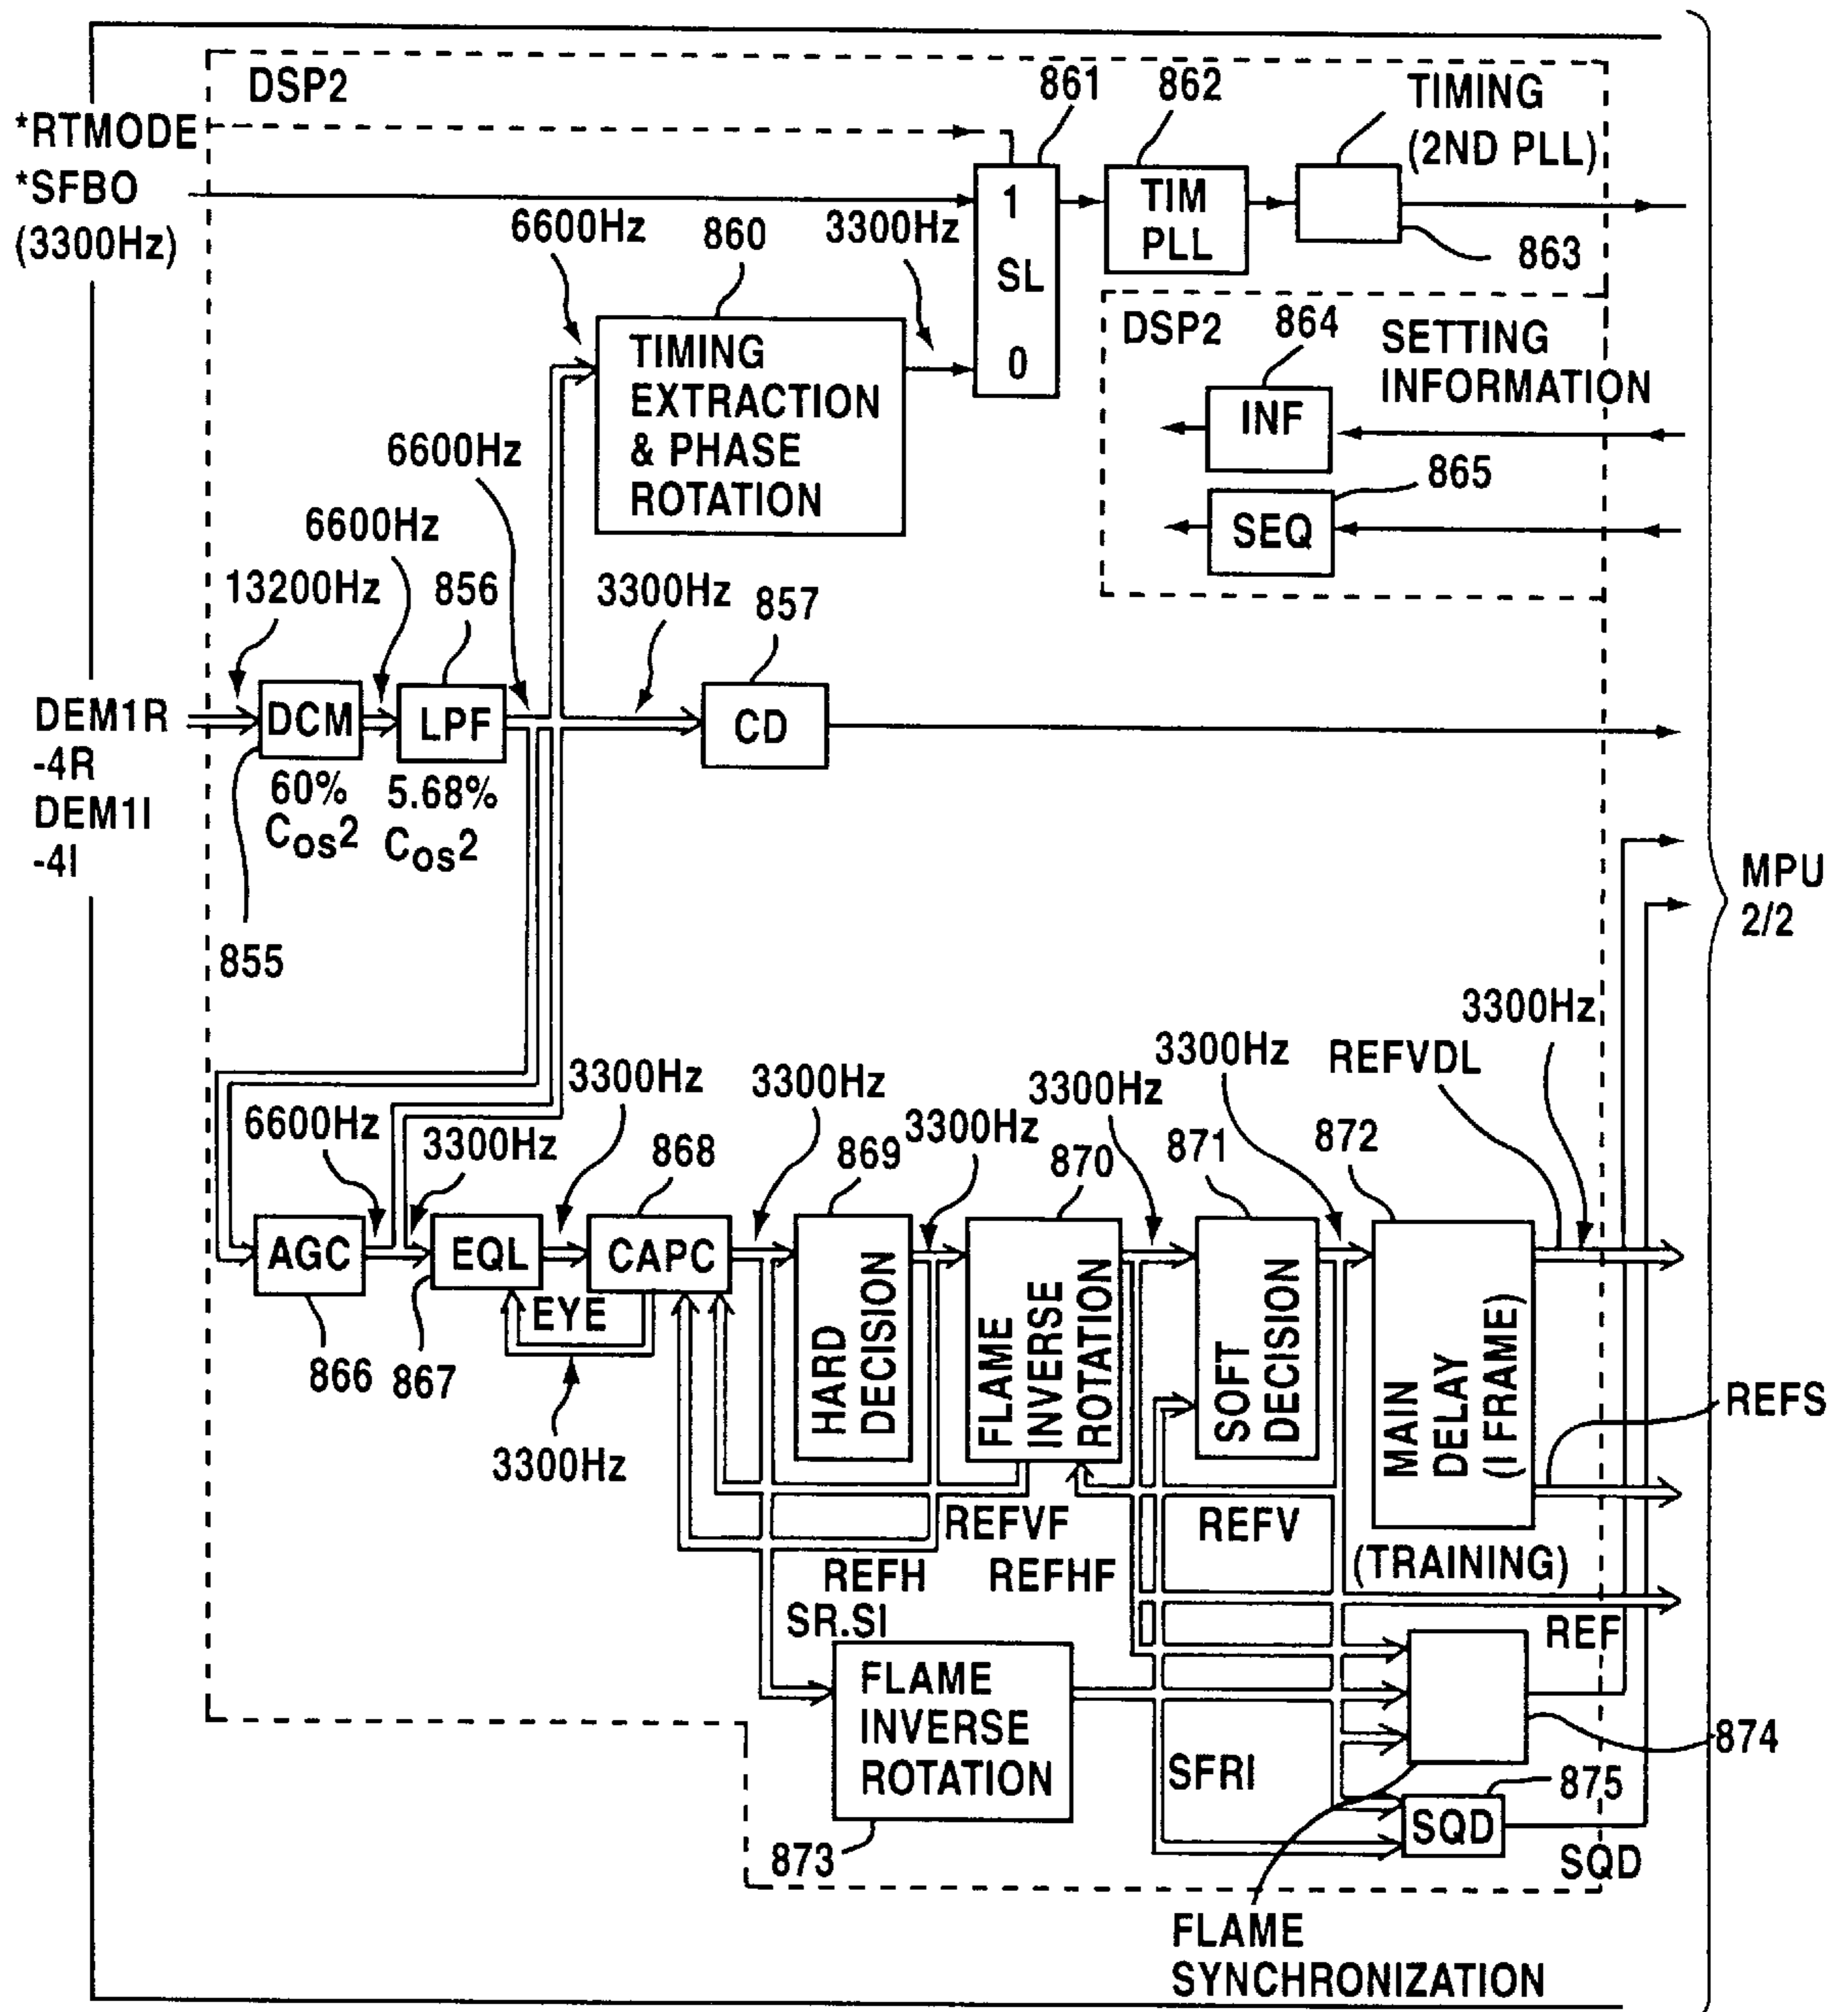 DSP2
861
862
TIMING
(2ND PLL)
*RTMODE
*SFBO
(3300Hz)
1
SL
0
TIM
PLL
863
6600Hz
860
3300Hz
TIMING
EXTRACTION
& PHASE
ROTATION
DSP2
864
SETTING
INFORMATION
INF
865
SEQ
6600Hz
6600Hz
13200Hz
856
3300Hz
857
DEM1R
-4R
DEM1I
-4I
DCM
LPF
CD
60%
Cos2
5.68%
Cos2
855
MPU
2/2
3300Hz
REFVDL
3300Hz
3300Hz
3300Hz
3300Hz
3300Hz
6600Hz
3300Hz
868
869
870
871
872
AGC
EQL
CAPC
HARD
DECISION
FLAME
INVERSE
ROTATION
SOFT
DECISION
MAIN
DELAY
(I FRAME)
EYE
866
867
3300Hz
REFS
REFVF
REFV
REFH
REFHF
(TRAINING)
SR.SI
REF
FLAME
INVERSE
ROTATION
873
SFRI
874
875
SQD
SQD
FLAME
SYNCHRONIZATION